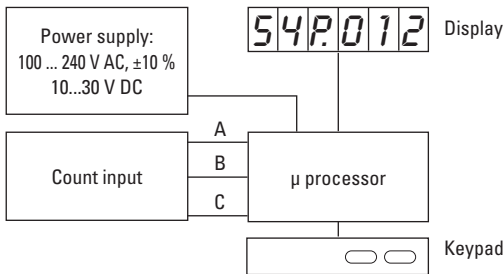 Power supply:
100 ... 240 V AC, ±10 %
10...30 V DC
54P.012
Display
A
B
C
Count input
µ processor
Keypad